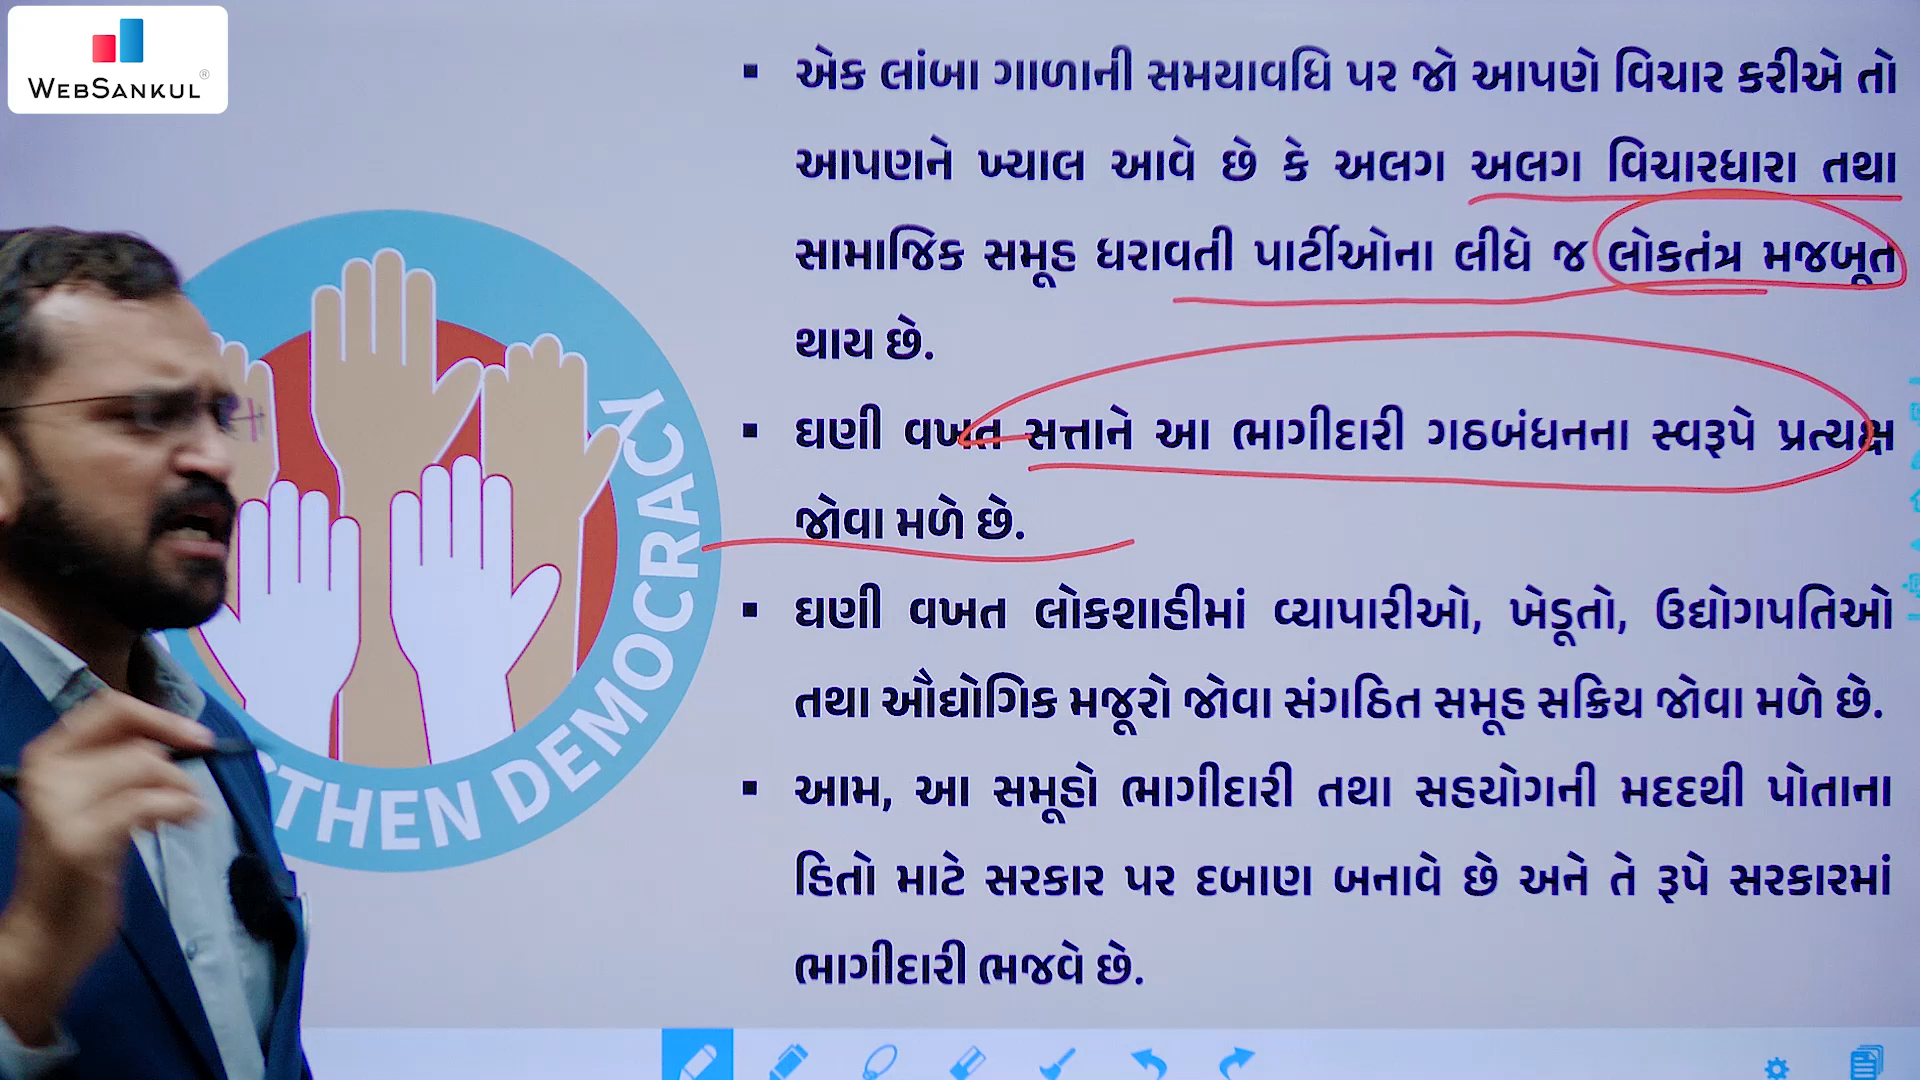 WEBSANKUL®
એક લાંબા ગાળાની સમયાવધિ પર જો આપણે વિચાર કરીએ તો
આપણને ખ્યાલ આવે છે કે અલગ અલગ વિચારધારા તથા
સામાજિક સમૂહ ધરાવતી પાર્ટીઓના લીધે જ લોકતંત્ર મજબૂત
થાય છે.
ઘણી વખત સત્તાને આ ભાગીદારી ગઠબંધનના સ્વરૂપે પ્રત્યક્ષ
જોવા મળે છે.
ઘણી વખત લોકશાહીમાં વ્યાપારીઓ, ખેડૂતો, ઉદ્યોગપતિઓ
તથા ઔદ્યોગિક મજૂરો જોવા સંગઠિત સમૂહ સક્રિય જોવા મળે છે.
આમ, આ સમૂહો ભાગીદારી તથા સહયોગની મદદથી પોતાના
હિતો માટે સરકાર પર દબાણ બનાવે છે અને તે રૂપે સરકારમાં
ભાગીદારી ભજવે છે.
THEN DEMOCRACY